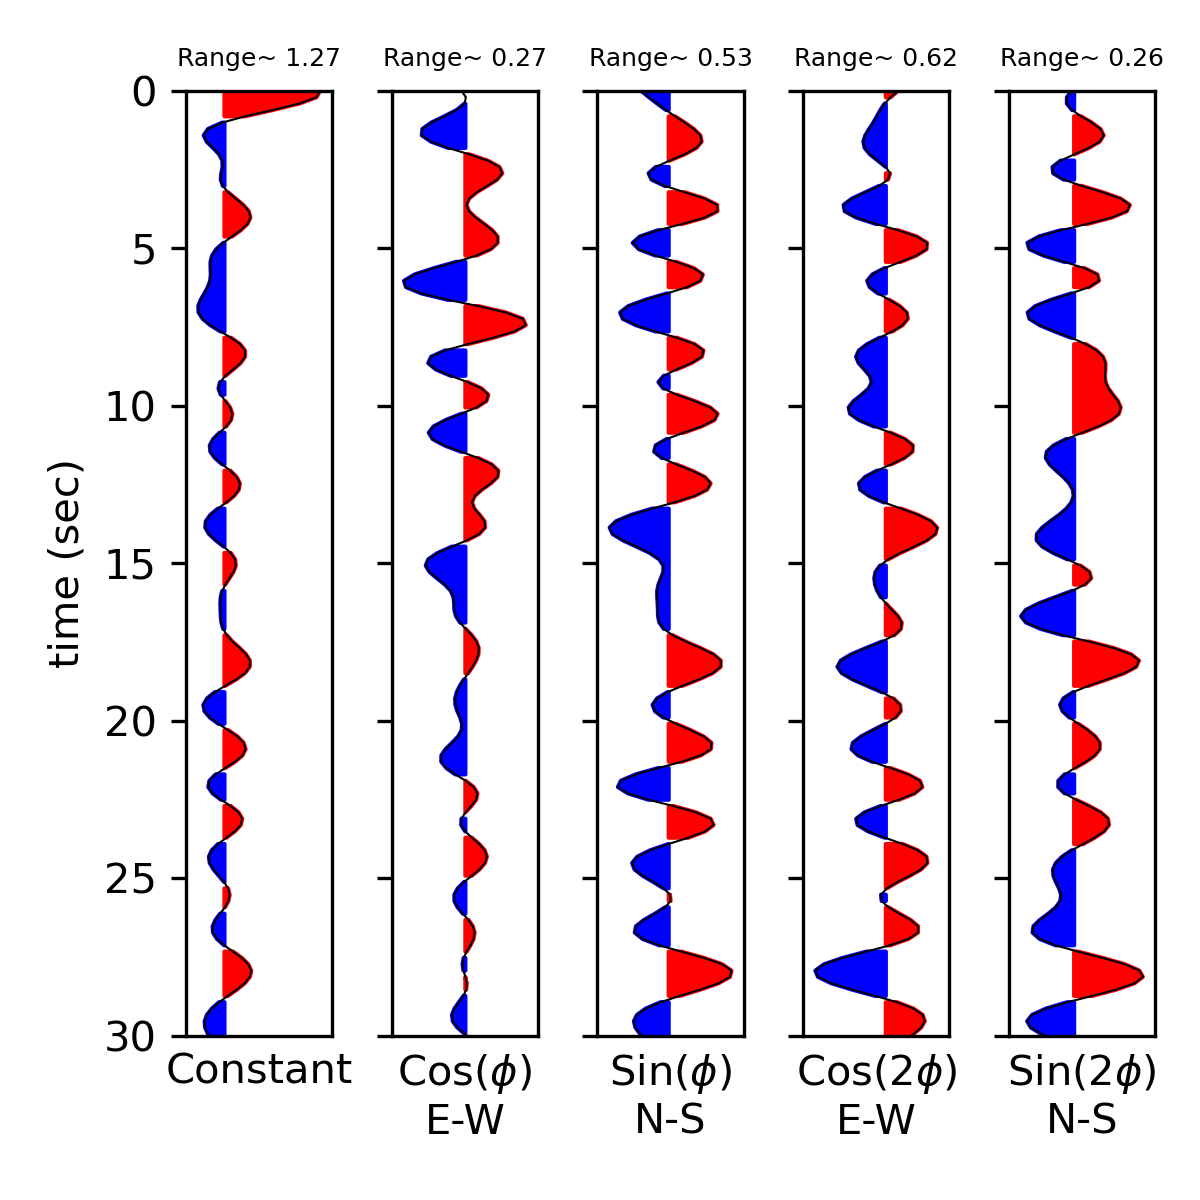 Range~ 1.27 Range~ 0.27 Range~ 0.53 Range~ 0.62 Range~ 0.26
0
5
10
15
20
25
30
time (sec)
Constant Cos(ϕ) Sin(ϕ) Cos(2ϕ) Sin(2ϕ)
E-W N-S E-W N-S